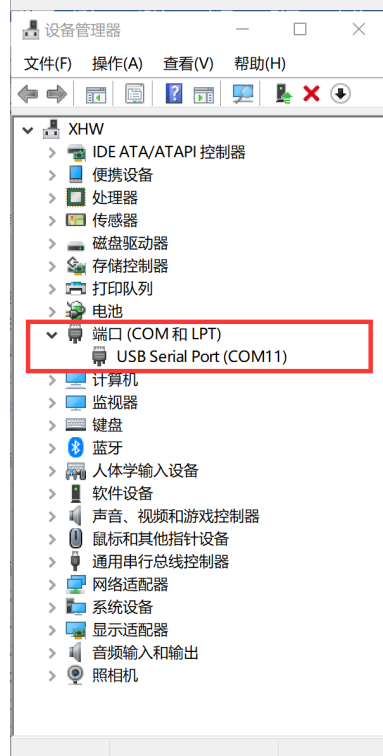 设备管理器
文件(F) 操作(A) 查看(V) 帮助(H)
XHW
IDE ATA/ATAPI 控制器
便携设备
处理器
传感器
磁盘驱动器
存储控制器
打印队列
电池
端口 (COM 和 LPT)
USB Serial Port (COM11)
计算机
监视器
键盘
蓝牙
人体学输入设备
软件设备
声音、视频和游戏控制器
鼠标和其他指针设备
通用串行总线控制器
网络适配器
系统设备
显示适配器
音频输入和输出
照相机